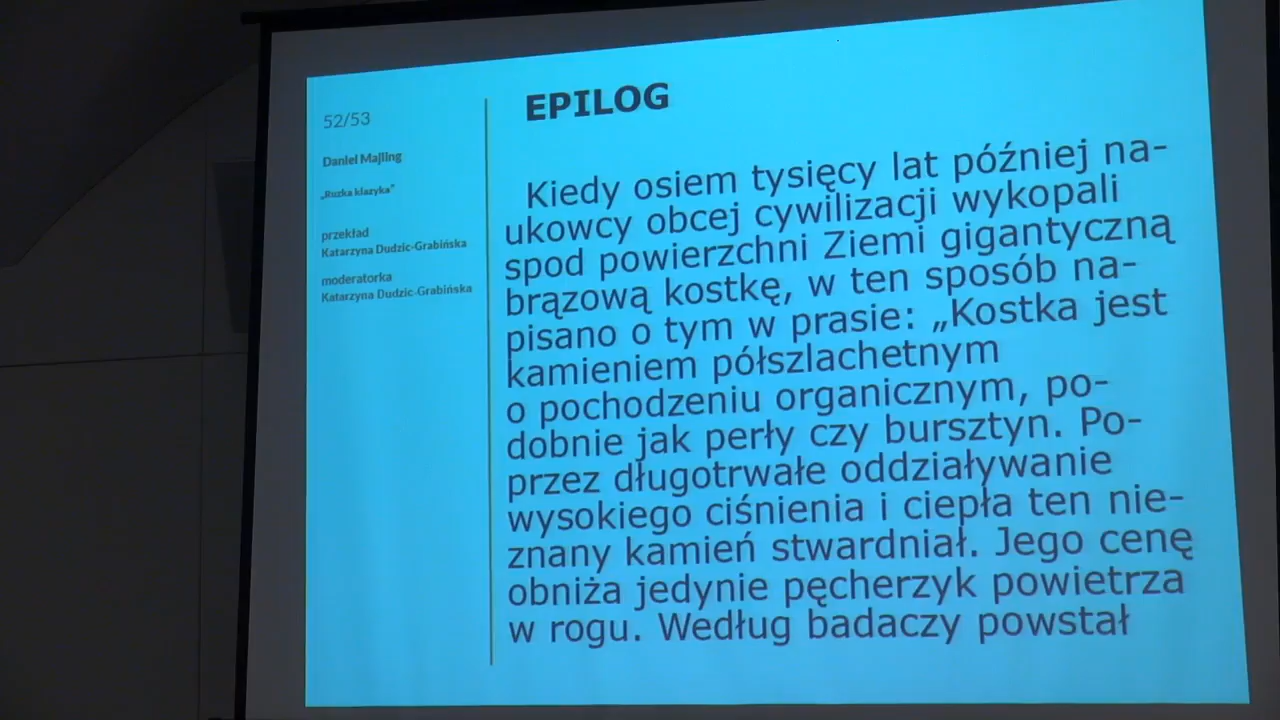 52/53
Daniel Majling
„Ruzka klazyka"
przekład
Katarzyna Dudzic-Grabińska
moderatorka
Katarzyna Dudzic-Grabińska
EPILOG
Kiedy osiem tysięcy lat później na-
ukowcy obcej cywilizacji wykopali
spod powierzchni Ziemi gigantyczną
brązową kostkę, w ten sposób na-
pisano o tym w prasie: „Kostka jest
kamieniem półszlachetnym
o pochodzeniu organicznym, po-
dobnie jak perły czy bursztyn. Po-
przez długotrwałe oddziaływanie
wysokiego ciśnienia i ciepła ten nie-
znany kamień stwardniał. Jego cenę
obniża jedynie pęcherzyk powietrza
w rogu. Według badaczy powstał